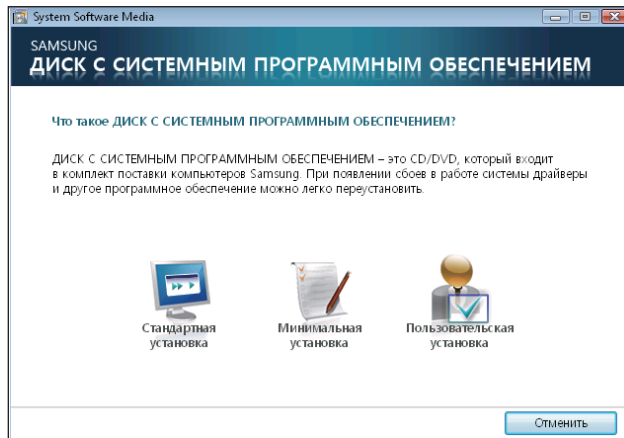 System Software Media
SAMSUNG
ДИСК С СИСТЕМНЫМ ПРОГРАММНЫМ ОБЕСПЕЧЕНИЕМ
Что такое ДИСК С СИСТЕМНЫМ ПРОГРАММНЫМ ОБЕСПЕЧЕНИЕМ?
ДИСК С СИСТЕМНЫМ ПРОГРАММНЫМ ОБЕСПЕЧЕНИЕМ – это CD/DVD, который входит
в комплект поставки компьютеров Samsung. При появлении сбоев в работе системы драйверы
и другое программное обеспечение можно легко переустановить.
Стандартная
установка
Минимальная
установка
Пользовательская
установка
Отменить